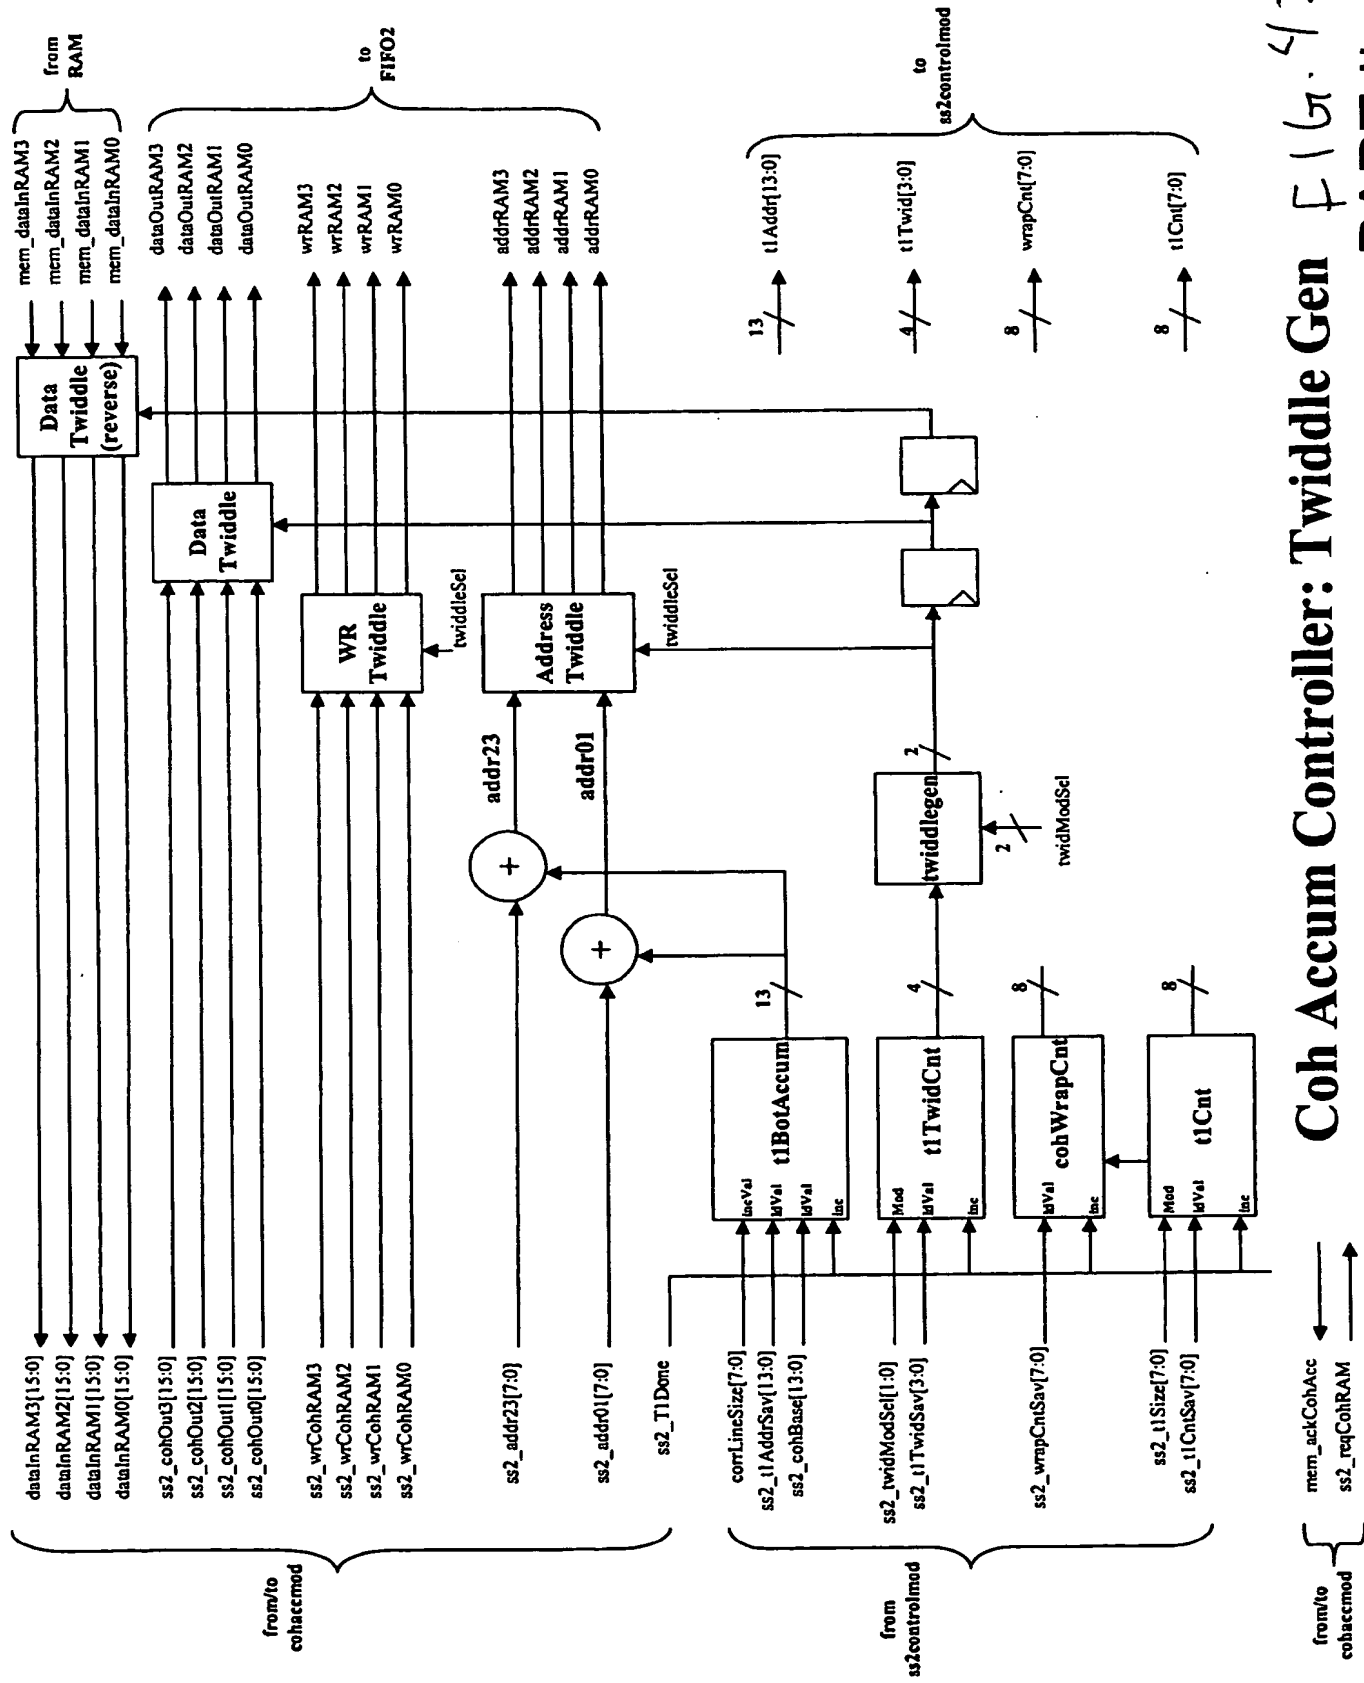 from/to
cohaccmod
dataInRAM3[15:0]
dataInRAM2[15:0]
dataInRAM1[15:0]
dataInRAM0[15:0]
ss2_cohOut3[15:0]
ss2_cohOut2[15:0]
ss2_cohOut1[15:0]
ss2_cohOut0[15:0]
ss2_wrCohRAM3
ss2_wrCohRAM2
ss2_wrCohRAM1
ss2_wrCohRAM0
ss2_addr23[7:0]
ss2_addr01[7:0]
ss2_T1Done
Data
Twiddle
(reverse)
mem_dataInRAM3
mem_dataInRAM2
mem_dataInRAM1
mem_dataInRAM0
from
RAM
Data
Twiddle
dataOutRAM3
dataOutRAM2
dataOutRAM1
dataOutRAM0
WR
Twiddle
twiddleSel
wrRAM3
wrRAM2
wrRAM1
wrRAM0
to
FIFO2
+
+
addr23
addr01
Address
Twiddle
twiddleSel
addrRAM3
addrRAM2
addrRAM1
addrRAM0
from
ss2controlmod
corrLineSize[7:0]
ss2_t1AddrSav[13:0]
ss2_cohBase[13:0]
incVal
ldVal
ldVal
inc
t1BotAccum
13
13
t1Addr[13:0]
ss2_twidModSel[1:0]
ss2_t1TwidSav[3:0]
Mod
ldVal
inc
t1TwidCnt
4
twiddlegen
2
2
twidModSel
4
t1Twid[3:0]
to
ss2controlmod
ss2_wrapCntSav[7:0]
ldVal
inc
cohWrapCnt
8
8
wrapCnt[7:0]
ss2_t1Size[7:0]
ss2_t1CntSav[7:0]
Mod
ldVal
inc
t1Cnt
8
8
t1Cnt[7:0]
from/to
cohaccmod
mem_ackCohAcc
ss2_reqCohRAM
Coh Accum Controller: Twiddle Gen
FIG. 4